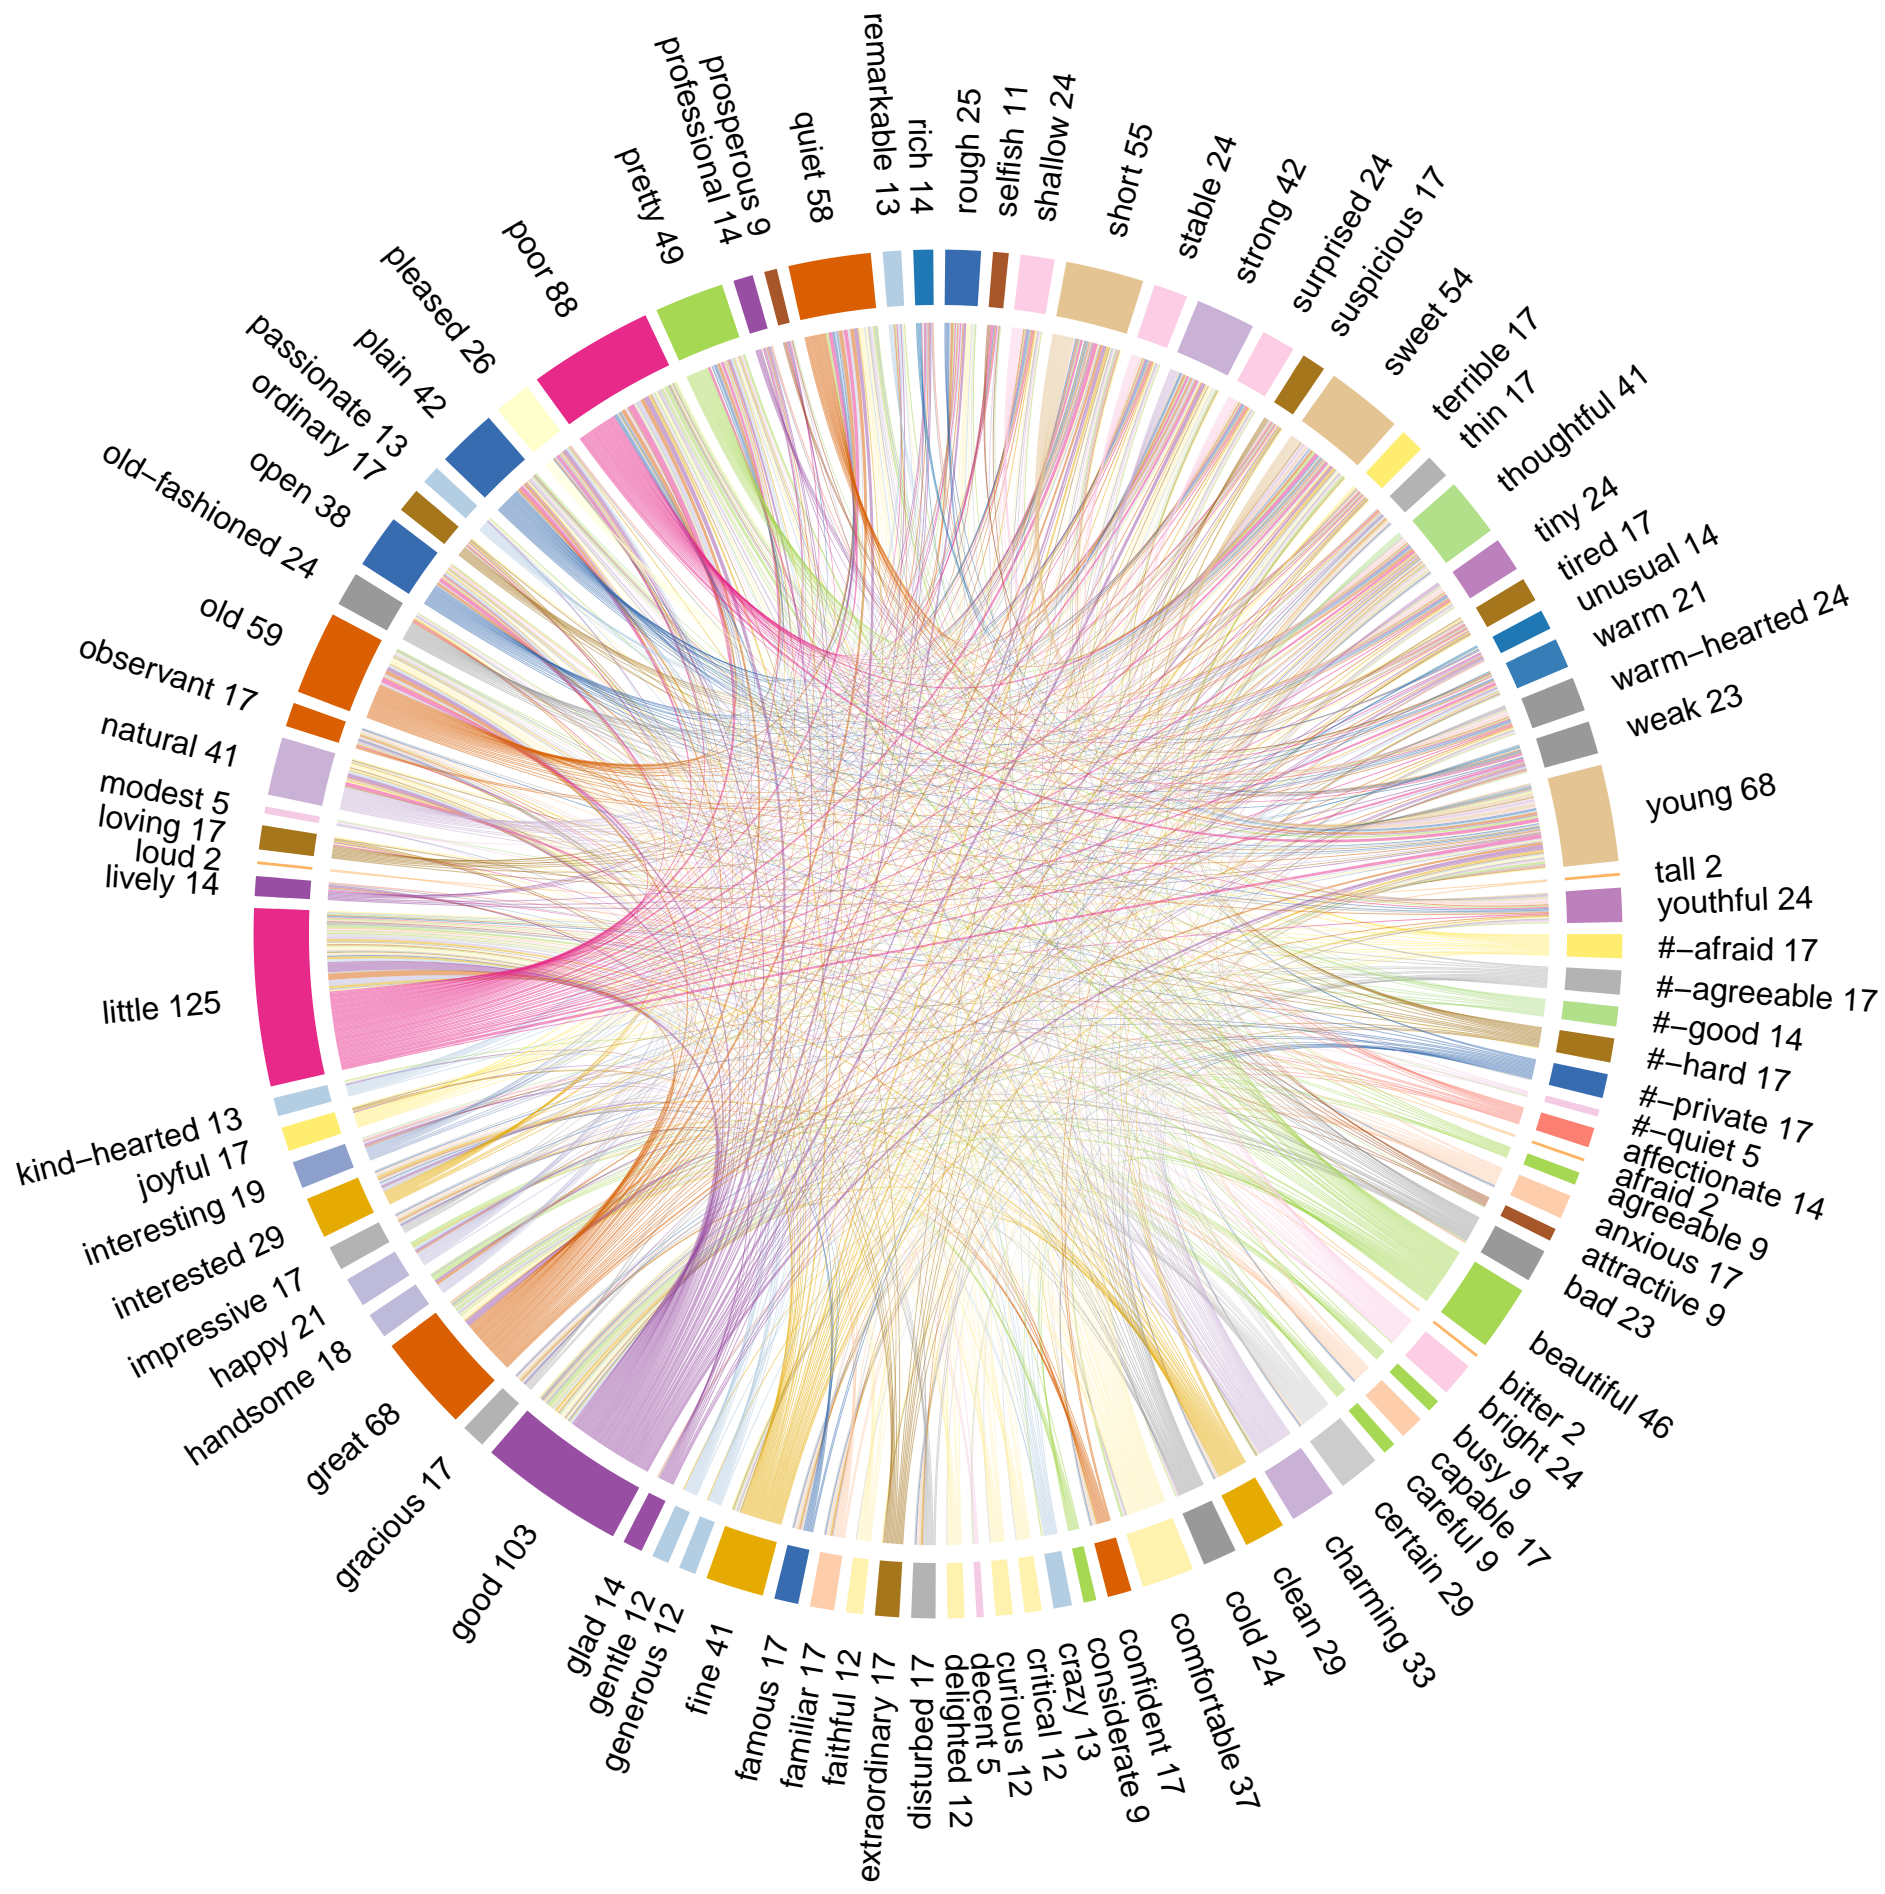 #−afraid 17
#−agreeable 17
#−good 14
#−hard 17
#−private 17
#−quiet 5
affectionate 14
afraid 2
agreeable 9
anxious 17
attractive 9
bad 23
beautiful 46
bitter 2
bright 24
busy 9
capable 17
careful 9
certain 29
charming 33
clean 29
cold 24
comfortable 37
confident 17
considerate 9
crazy 13
critical 12
curious 12
decent 5
delighted 12
disturbed 17
extraordinary 17
faithful 12
familiar 17
famous 17
fine 41
generous 12
gentle 12
glad 14
good 103
gracious 17
great 68
handsome 18
happy 21
impressive 17
interested 29
interesting 19
joyful 17
kind−hearted 13
little 125
lively 14
loud 2
loving 17
modest 5
natural 41
observant 17
old 59
old−fashioned 24
open 38
ordinary 17
passionate 13
plain 42
pleased 26
poor 88
pretty 49
professional 14
prosperous 9
quiet 58
remarkable 13
rich 14
rough 25
selfish 11
shallow 24
short 55
stable 24
strong 42
surprised 24
suspicious 17
sweet 54
terrible 17
thin 17
thoughtful 41
tiny 24
tired 17
unusual 14
warm 21
warm−hearted 24
weak 23
young 68
tall 2
youthful 24